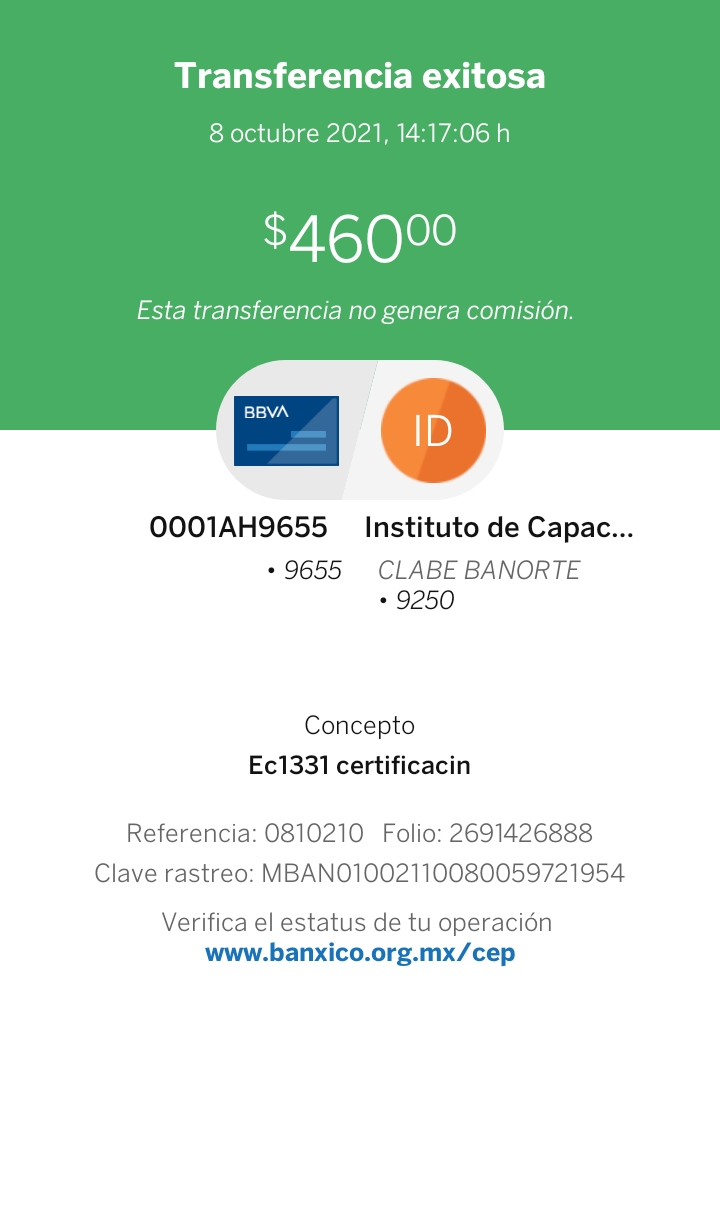 Transferencia exitosa
8 octubre 2021, 14:17:06 h
$46000
Esta transferencia no genera comisión.
BBVA
ID
0001AH9655 Instituto de Capac...
• 9655 CLABE BANORTE
• 9250
Concepto
Ec1331 certificacin
Referencia: 0810210 Folio: 2691426888
Clave rastreo: MBAN01002110080059721954
Verifica el estatus de tu operación
www.banxico.org.mx/cep